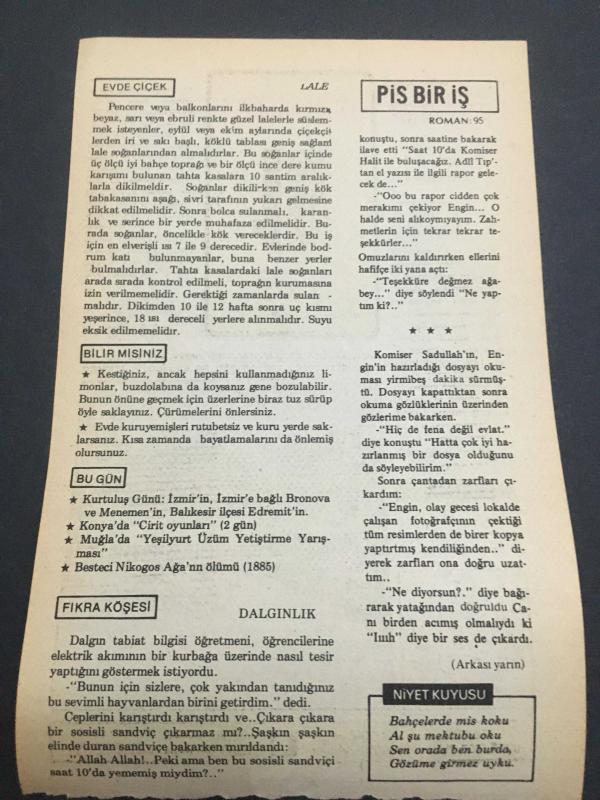 EVDE ÇİÇEK
LALE
Pencere veya balkonlarını ilkbaharda kırmızı,
beyaz, sarı veya ebruli renkte güzel lalelerle süslem-
mek isteyenler, eylül veya ekim aylarında çiçekçi-
lerden iri ve sıkı başlı, köklü tablası geniş sağlam
lale soğanlarından almalıdırlar. Bu soğanlar içinde
üç ölçü iyi bahçe toprağı ve bir ölçü ince dere kumu
karışımı bulunan tahta kasalara 10 santim aralık-
larla dikilmeldir. Soğanlar dikili-ken geniş kök
tabakasanını aşağı, sivri tarafının yukarı gelmesine
dikkat edilmelidir. Sonra bolca sulanmalı, karan-
lık ve serince bir yerde muhafaza edilmelidir. Bu-
rada soğanlar, öncelikle kök vereceklerdir. Bu iş
için en elverişli ısı 7 ile 9 derecedir. Evlerinde bod-
rum katı bulunmayanlar, buna benzer yerler
bulmalıdırlar. Tahta kasalardaki lale soğanları
arada sırada kontrol edilmeli, toprağın kurumasına
izin verilmemelidir. Gerektiği zamanlarda sulan -
malıdır. Dikimden 10 ile 12 hafta sonra uç kısmı
yeşerince, 18 ısı dereceli yerlere alınmalıdır. Suyu
eksik edilmemelidir.
BİLİR MİSİNİZ
★ Kestiğiniz, ancak hepsini kullanmadığınız li-
monlar, buzdolabına da koysanız gene bozulabilir.
Bunun önüne geçmek için üzerlerine biraz tuz sürüp
öyle saklayınız. Çürümelerini önlersiniz.
★ Evde kuruyemişleri rutubetsiz ve kuru yerde sak-
larsanız. Kısa zamanda bayatlamalarını da önlemiş
olursunuz.
BU GÜN
★ Kurtuluş Günü: İzmir'in, İzmir'e bağlı Bronova
ve Menemen'in, Balıkesir ilçesi Edremit'in.
★ Konya'da "Cirit oyunları" (2 gün)
★ Muğla'da "Yeşilyurt Üzüm Yetiştirme Yarış-
ması"
★ Besteci Nikogos Ağa'nın ölümü (1885)
FIKRA KÖŞESİ
DALGINLIK
Dalgın tabiat bilgisi öğretmeni, öğrencilerine
elektrik akımının bir kurbağa üzerinde nasıl tesir
yaptığını göstermek istiyordu.
-"Bunun için sizlere, çok yakından tanıdığınız
bu sevimli hayvanlardan birini getirdim." dedi.
Ceplerini karıştırdı karıştırdı ve..Çıkara çıkara
bir sosisli sandviç çıkarmaz mı?..Şaşkın şaşkın
elinde duran sandviçe bakarken mırıldandı:
-"Allah Allah!..Peki ama ben bu sosisli sandviçi
saat 10'da yememiş miydim?.."
PİS BİR İŞ
ROMAN: 95
konuştu, sonra saatine bakarak
ilave etti "Saat 10'da Komiser
Halit ile buluşacağız. Adlî Tıp'-
tan el yazısı ile ilgili rapor gele-
cek de..."
-"Ooo bu rapor cidden çok
merakımı çekiyor Engin... O
halde seni alıkoymıyayım. Zah-
metlerin için tekrar tekrar te-
şekkürler..."
Omuzlarını kaldırırken ellerini
hafifçe iki yana açtı:
-"Teşekküre değmez ağa-
bey..." diye söylendi "Ne yap-
tım ki?.."
★ ★ ★
Komiser Sadullah'ın, En-
gin'in hazırladığı dosyayı oku-
ması yirmibeş dakika sürmüş-
tü. Dosyayı kapattıktan sonra
okuma gözlüklerinin üzerinden
gözlerime bakarken.
-"Hiç de fena değil evlat."
diye konuştu "Hatta çok iyi ha-
zırlanmış bir dosya olduğunu
da söyleyebilirim."
Sonra çantadan zarfları çı-
kardım:
-"Engin, olay gecesi lokalde
çalışan fotoğrafçının çektiği
tüm resimlerden de birer kopya
yaptırtmış kendiliğinden.." di-
yerek zarfları ona doğru uzat-
tım..
-"Ne diyorsun?." diye bağı-
rarak yatağından doğruldu Ca-
nı birden acımış olmalıydı ki
"Iııh" diye bir ses de çıkardı.
(Arkası yarın)
NİYET KUYUSU
Bahçelerde mis koku
Al şu mektubu oku
Sen orada ben burda,
Gözüme girmez uyku.